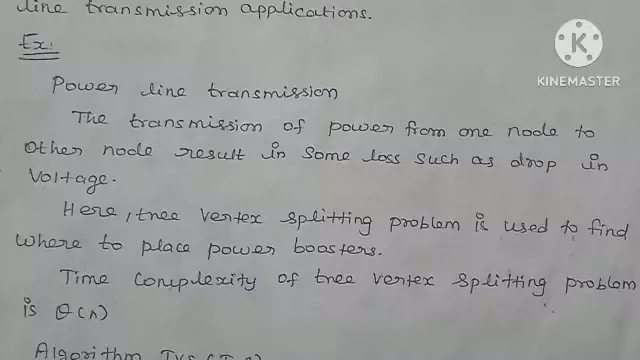 line transmission applications.
Ex:
KINEMASTER
Power line transmission
The transmission of power from one node to
other node result in some loss such as drop in
voltage.
Here, tree vertex splitting problem is used to find
where to place power boosters.
Time complexity of tree vertex splitting problem
is θ(n)
Algorithm TVS